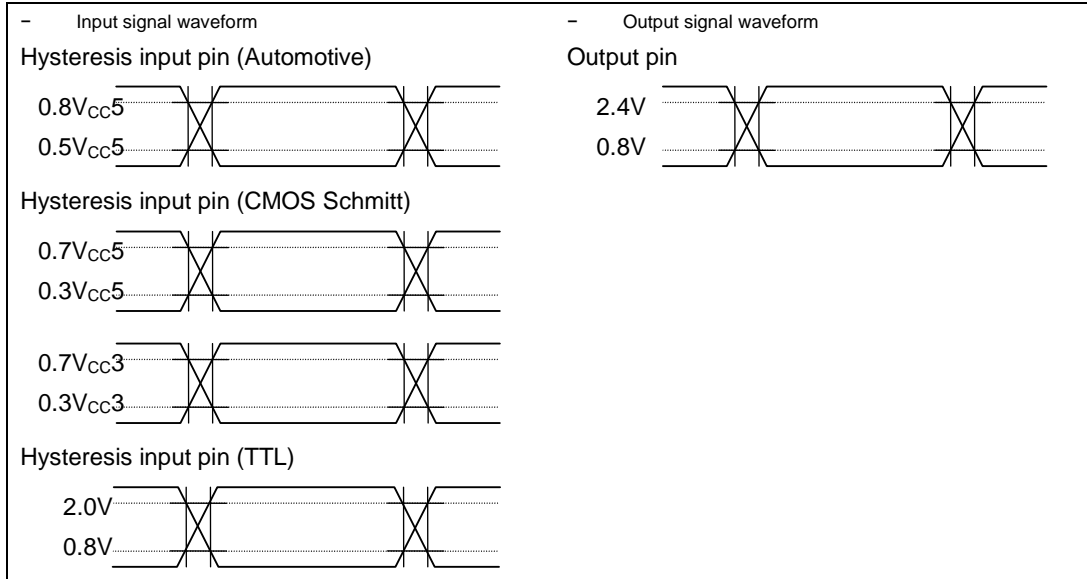 − Input signal waveform
Hysteresis input pin (Automotive)
0.8VCC5
0.5VCC5
Hysteresis input pin (CMOS Schmitt)
0.7VCC5
0.3VCC5
0.7VCC3
0.3VCC3
Hysteresis input pin (TTL)
2.0V
0.8V
− Output signal waveform
Output pin
2.4V
0.8V